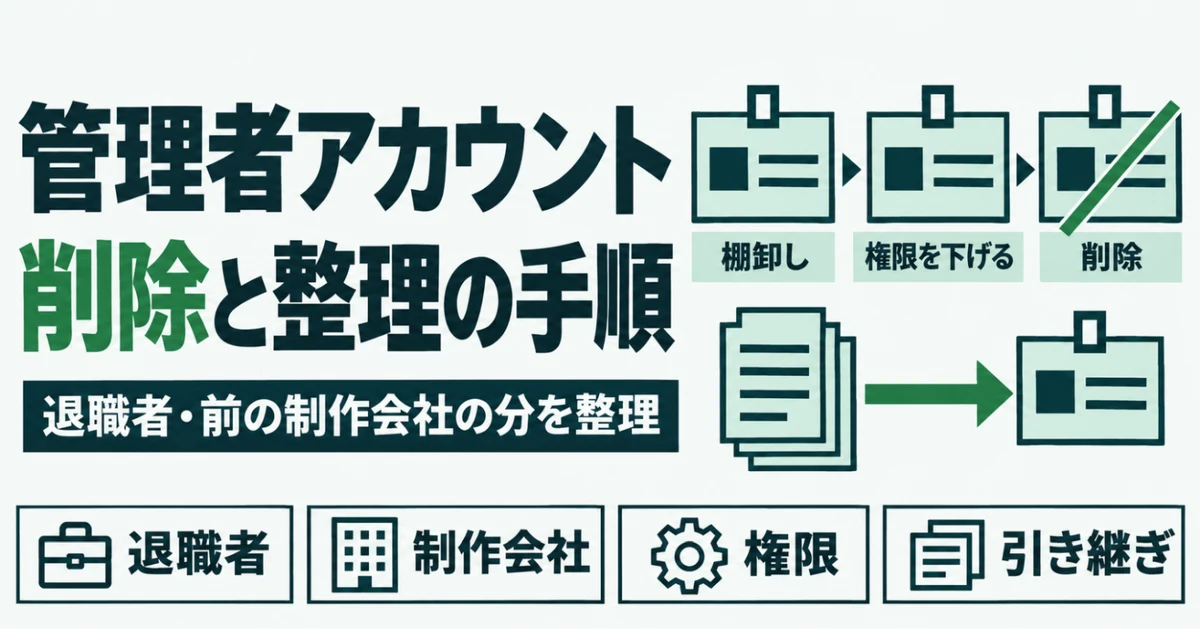 管理者アカウント
削除と整理の手順
退職者・前の制作会社の分を整理
棚卸し
権限を下げる
削除
退職者
制作会社
権限
引き継ぎ